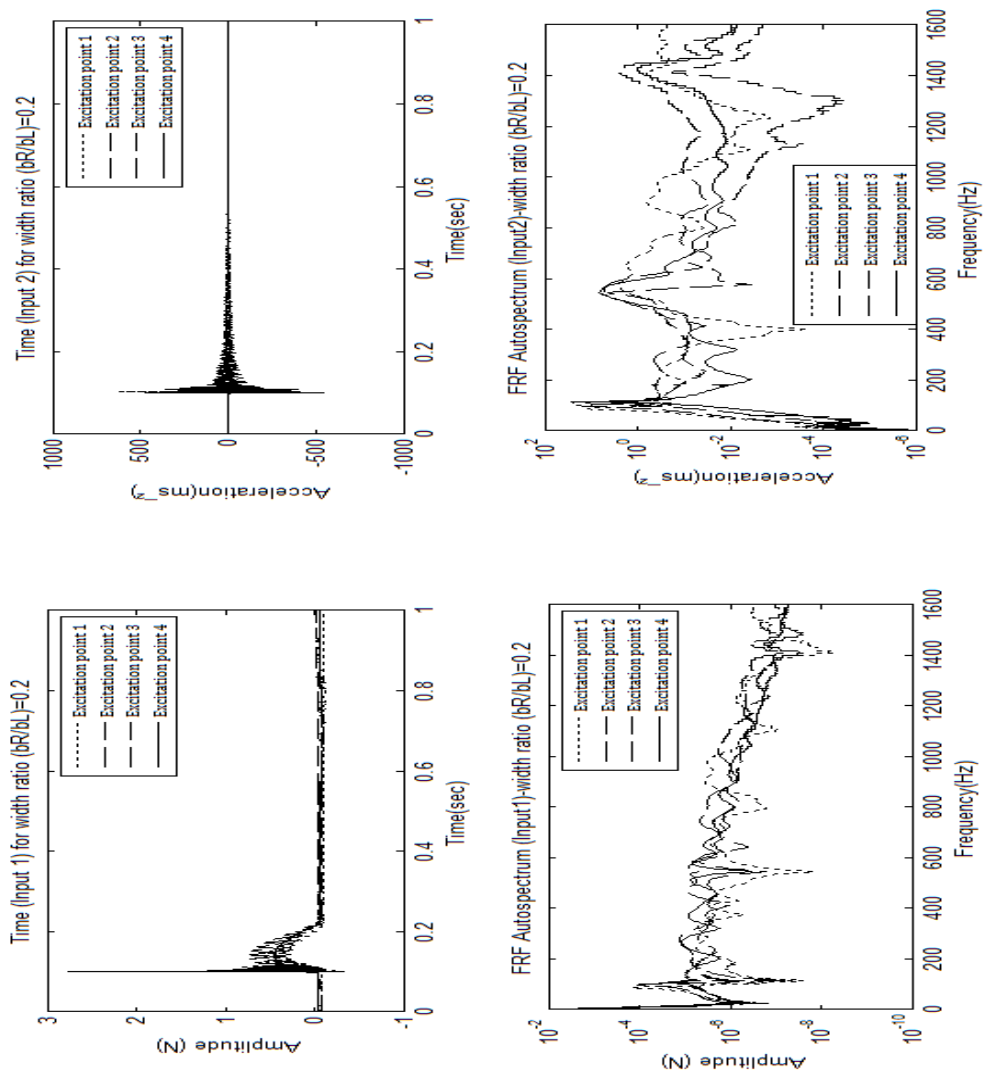 Time (Input 1) for width ratio (bR/bL)=0.2
Excitation point 1
Excitation point 2
Excitation point 3
Excitation point 4
Amplitude (N)
3
2
1
0
-1
0 0.2 0.4 0.6 0.8 1
Time(sec)
Time (Input 2) for width ratio (bR/bL)=0.2
Excitation point 1
Excitation point 2
Excitation point 3
Excitation point 4
Acceleration(ms⁻²)
1000
500
0
-500
-1000
0 0.2 0.4 0.6 0.8 1
Time(sec)
FRF Autospectrum (Input1)-width ratio (bR/bL)=0.2
Excitation point 1
Excitation point 2
Excitation point 3
Excitation point 4
Amplitude (N)
10⁻²
10⁻⁴
10⁻⁶
10⁻⁸
10⁻¹⁰
0 200 400 600 800 1000 1200 1400 1600
Frequency(Hz)
FRF Autospectrum (Input2)-width ratio (bR/bL)=0.2
Excitation point 1
Excitation point 2
Excitation point 3
Excitation point 4
Acceleration(ms⁻²)
10²
10⁰
10⁻²
10⁻⁴
10⁻⁶
0 200 400 600 800 1000 1200 1400 1600
Frequency(Hz)